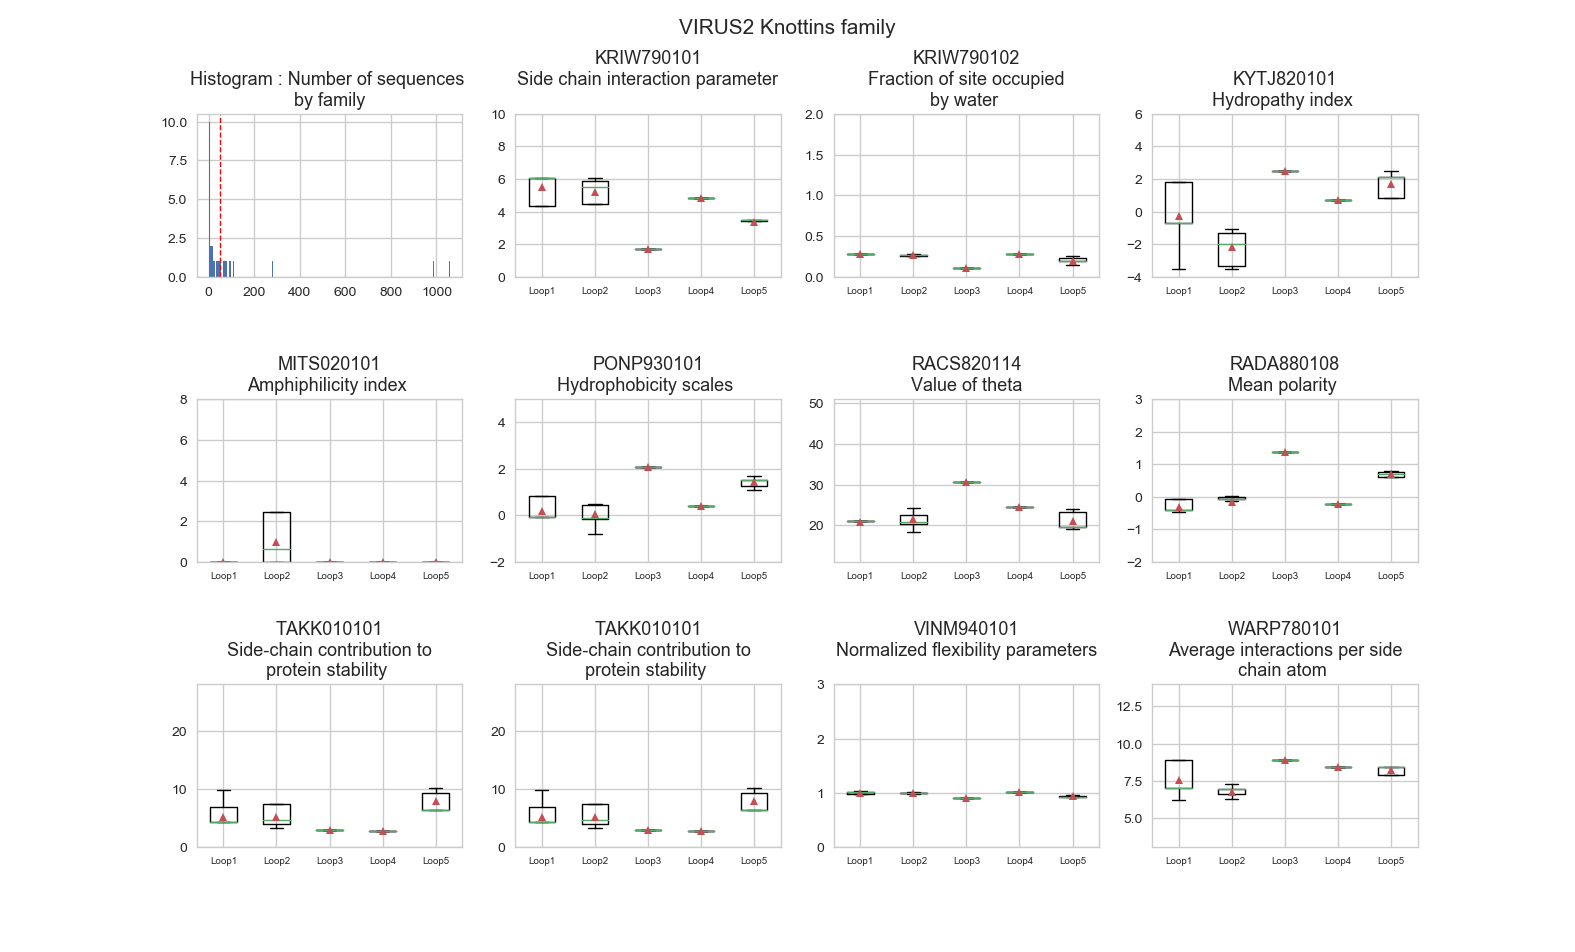 VIRUS2 Knottins family
Histogram : Number of sequences
by family
10.0
7.5
5.0
2.5
0.0
0 200 400 600 800 1000
KRIW790101
Side chain interaction parameter
10
8
6
4
2
0
Loop1 Loop2 Loop3 Loop4 Loop5
KRIW790102
Fraction of site occupied
by water
2.0
1.5
1.0
0.5
0.0
Loop1 Loop2 Loop3 Loop4 Loop5
KYTJ820101
Hydropathy index
6
4
2
0
−2
−4
Loop1 Loop2 Loop3 Loop4 Loop5
MITS020101
Amphiphilicity index
8
6
4
2
0
Loop1 Loop2 Loop3 Loop4 Loop5
PONP930101
Hydrophobicity scales
4
2
0
−2
Loop1 Loop2 Loop3 Loop4 Loop5
RACS820114
Value of theta
50
40
30
20
Loop1 Loop2 Loop3 Loop4 Loop5
RADA880108
Mean polarity
3
2
1
0
−1
−2
Loop1 Loop2 Loop3 Loop4 Loop5
TAKK010101
Side-chain contribution to
protein stability
20
10
0
Loop1 Loop2 Loop3 Loop4 Loop5
TAKK010101
Side-chain contribution to
protein stability
20
10
0
Loop1 Loop2 Loop3 Loop4 Loop5
VINM940101
Normalized flexibility parameters
3
2
1
0
Loop1 Loop2 Loop3 Loop4 Loop5
WARP780101
Average interactions per side
chain atom
12.5
10.0
7.5
5.0
Loop1 Loop2 Loop3 Loop4 Loop5